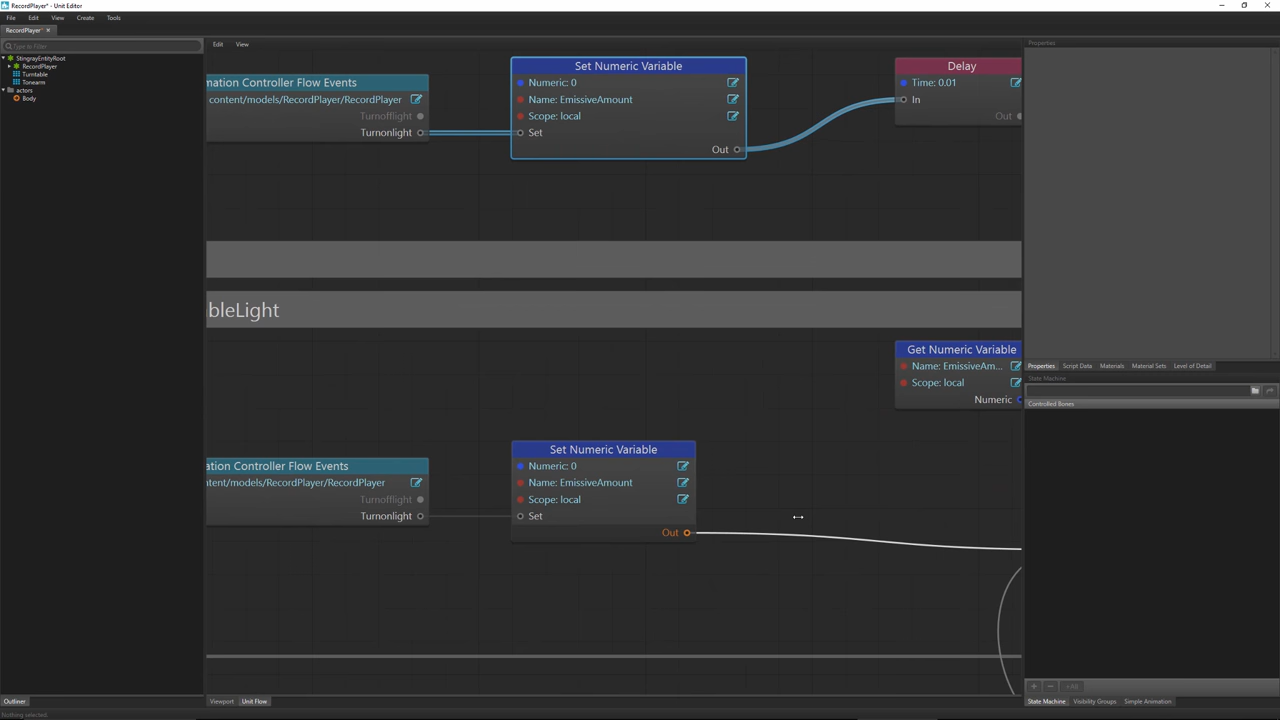 RecordPlayer* * Unit Editor
File Edit View Create Tools
RecordPlayer*
Type to Filter
StingrayEntityRoot
RecordPlayer
Turntable
Tonearm
actors
Body
Edit View
mation Controller Flow Events
content/models/RecordPlayer/RecordPlayer
Turnofflight
Turnonlight
Set Numeric Variable
Numeric: 0
Name: EmissiveAmount
Scope: local
Set
Out
Delay
Time: 0.01
In
Out
bleLight
Get Numeric Variable
Name: EmissiveAm...
Scope: local
Numeric
ation Controller Flow Events
ntent/models/RecordPlayer/RecordPlayer
Turnofflight
Turnonlight
Set Numeric Variable
Numeric: 0
Name: EmissiveAmount
Scope: local
Set
Out
Properties
Properties Script Data Materials Material Sets Level of Detail
State Machine
Controlled Bones
+All
State Machine Visibility Groups Simple Animation
Outliner
Viewport Unit Flow
Nothing selected.